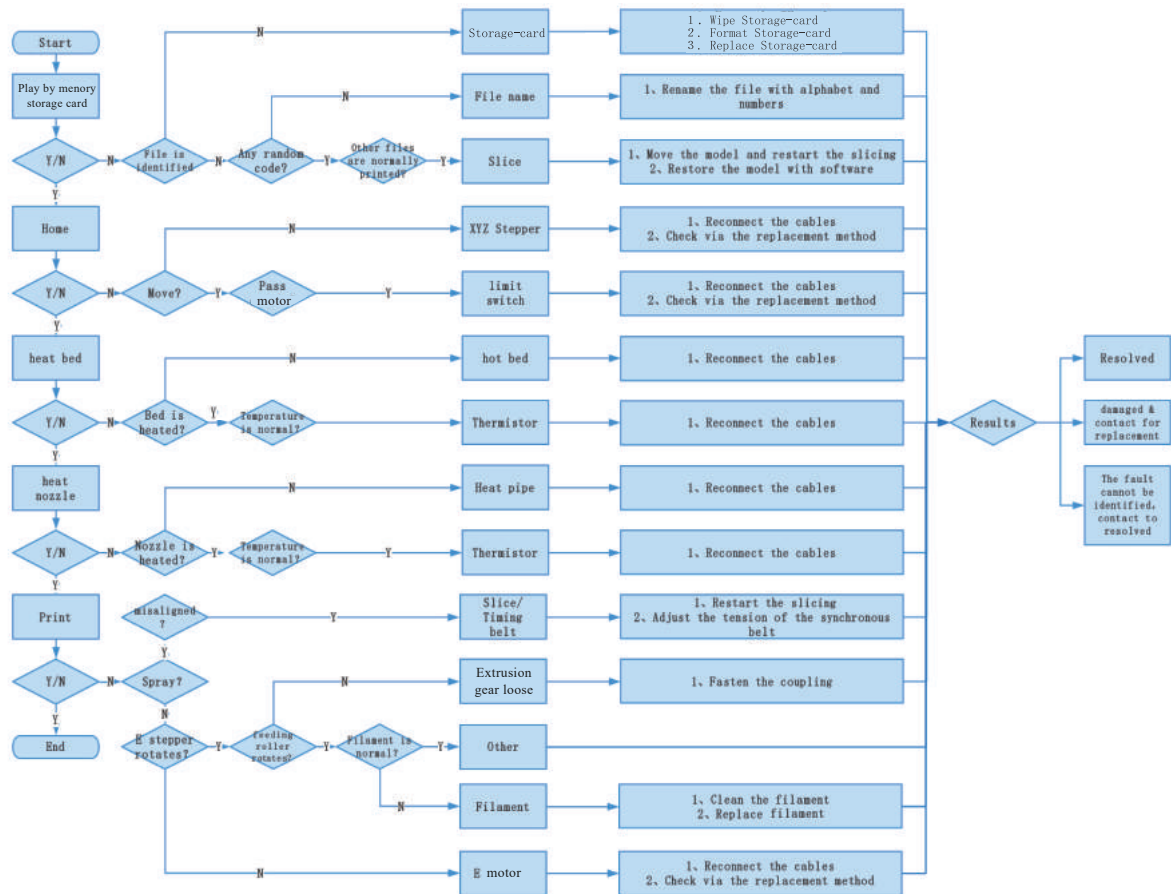 Start
Play by menory
storage card
Y/N
N
File is
identified
N
Storage-card
1. Wipe Storage-card
2. Format Storage-card
3. Replace Storage-card
N
Any random
code?
N
File name
1、Rename the file with alphabet and
numbers
Y
Other files
are normally
printed?
Y
Slice
1、Move the model and restart the slicing
2、Restore the model with software
Y
Home
Y/N
N
Move?
N
XYZ Stepper
1、Reconnect the cables
2、Check via the replacement method
Y
Pass
motor
Y
limit
switch
1、Reconnect the cables
2、Check via the replacement method
Y
heat bed
Y/N
N
Bed is
heated?
N
hot bed
1、Reconnect the cables
Y
Temperature
is normal?
Thermistor
1、Reconnect the cables
Y
heat
nozzle
Y/N
N
Nozzle is
heated?
N
Heat pipe
1、Reconnect the cables
Y
Temperature
is normal?
Y
Thermistor
1、Reconnect the cables
Y
Print
Y/N
N
Spray?
Y
misaligned
?
Y
Slice/
Timing
belt
1、Restart the slicing
2、Adjust the tension of the synchronous
belt
N
E stepper
rotates?
Y
feeding
roller
rotates?
N
Extrusion
gear loose
1、Fasten the coupling
Y
Filament is
normal?
Y
Other
N
Filament
1、Clean the filament
2、Replace filament
N
E motor
1、Reconnect the cables
2、Check via the replacement method
Y
End
Results
Resolved
damaged &
contact for
replacement
The fault
cannot be
identified,
contact to
resolved